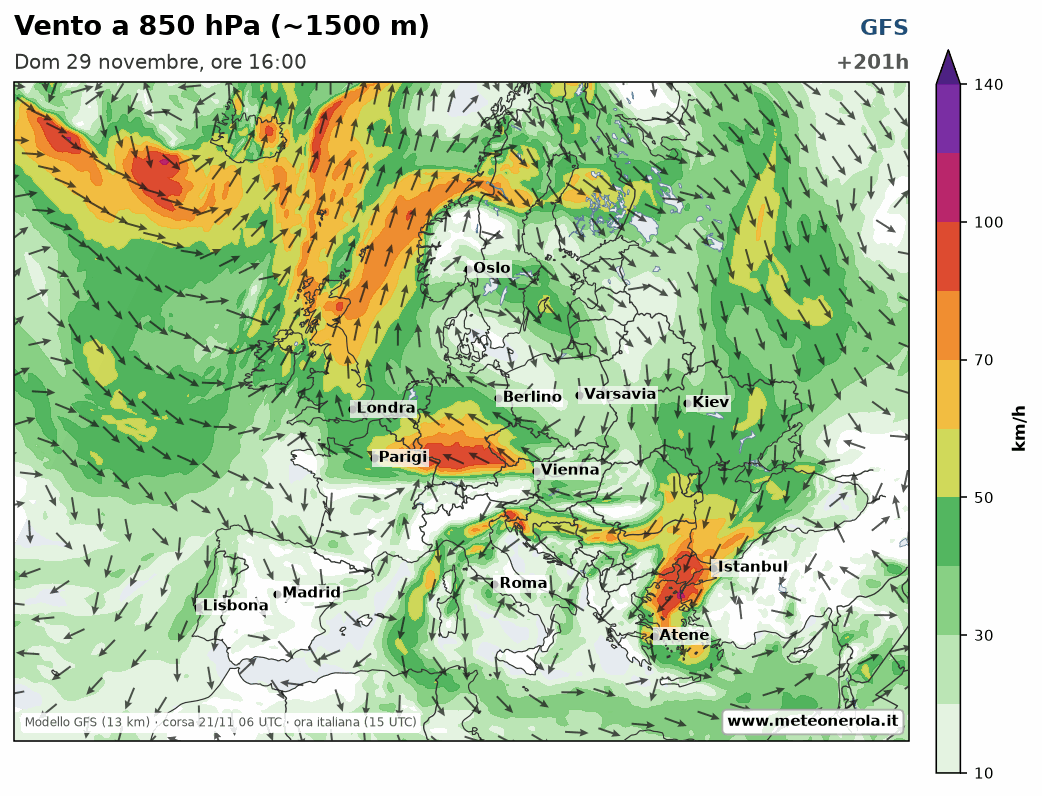 Vento a 850 hPa (~1500 m)
GFS
Dom 29 novembre, ore 16:00
+201h
140
100
70
50
30
10
km/h
Oslo
Berlino
Varsavia
Kiev
Londra
Parigi
Vienna
Istanbul
Roma
Madrid
Lisbona
Atene
Modello GFS (13 km) · corsa 21/11 06 UTC · ora italiana (15 UTC)
www.meteonerola.it